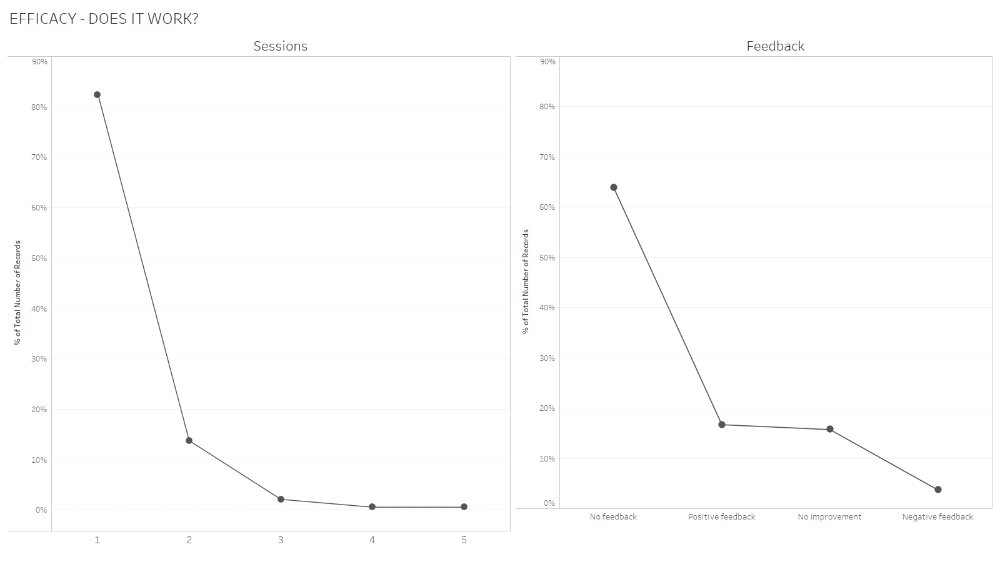 EFFICACY - DOES IT WORK?
Sessions
90%
80%
70%
60%
50%
40%
30%
20%
10%
0%
% of Total Number of Records
1 2 3 4 5
Feedback
90%
80%
70%
60%
50%
40%
30%
20%
10%
0%
% of Total Number of Records
No feedback Positive feedback No improvement Negative feedback